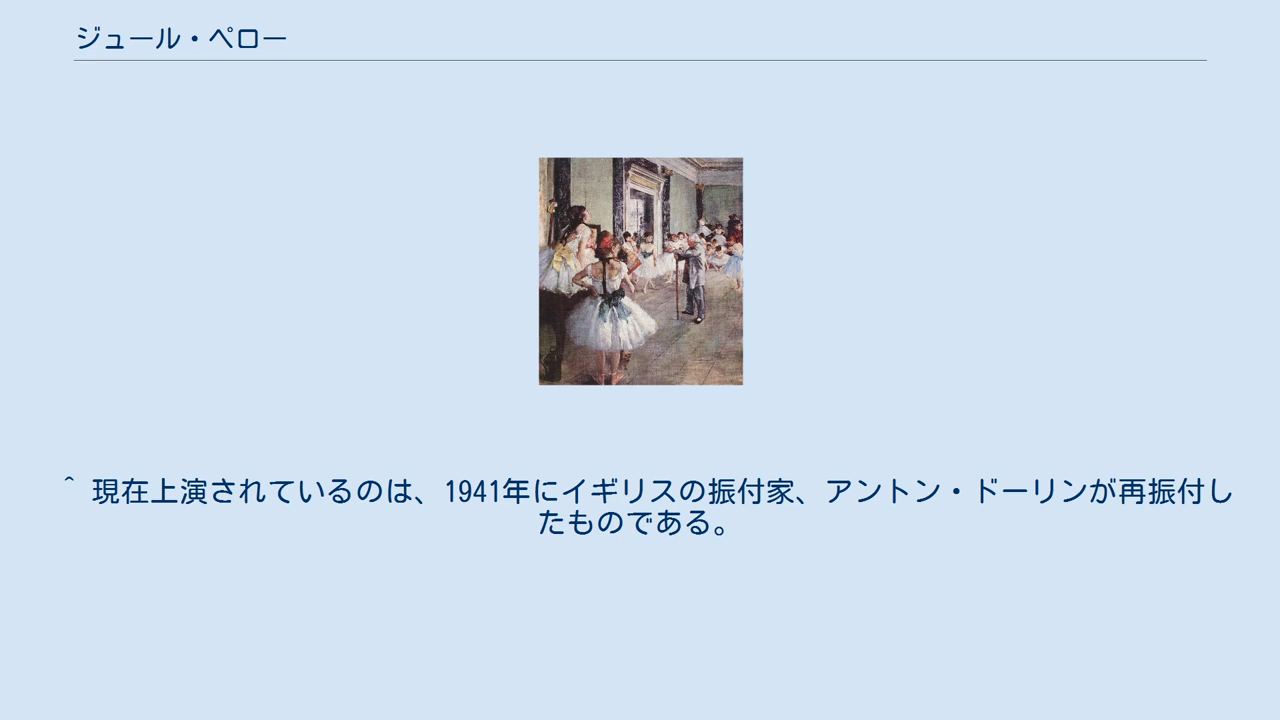 ジュール・ペロー
^ 現在上演されているのは、1941年にイギリスの振付家、アントン・ドーリンが再振付し
たものである。